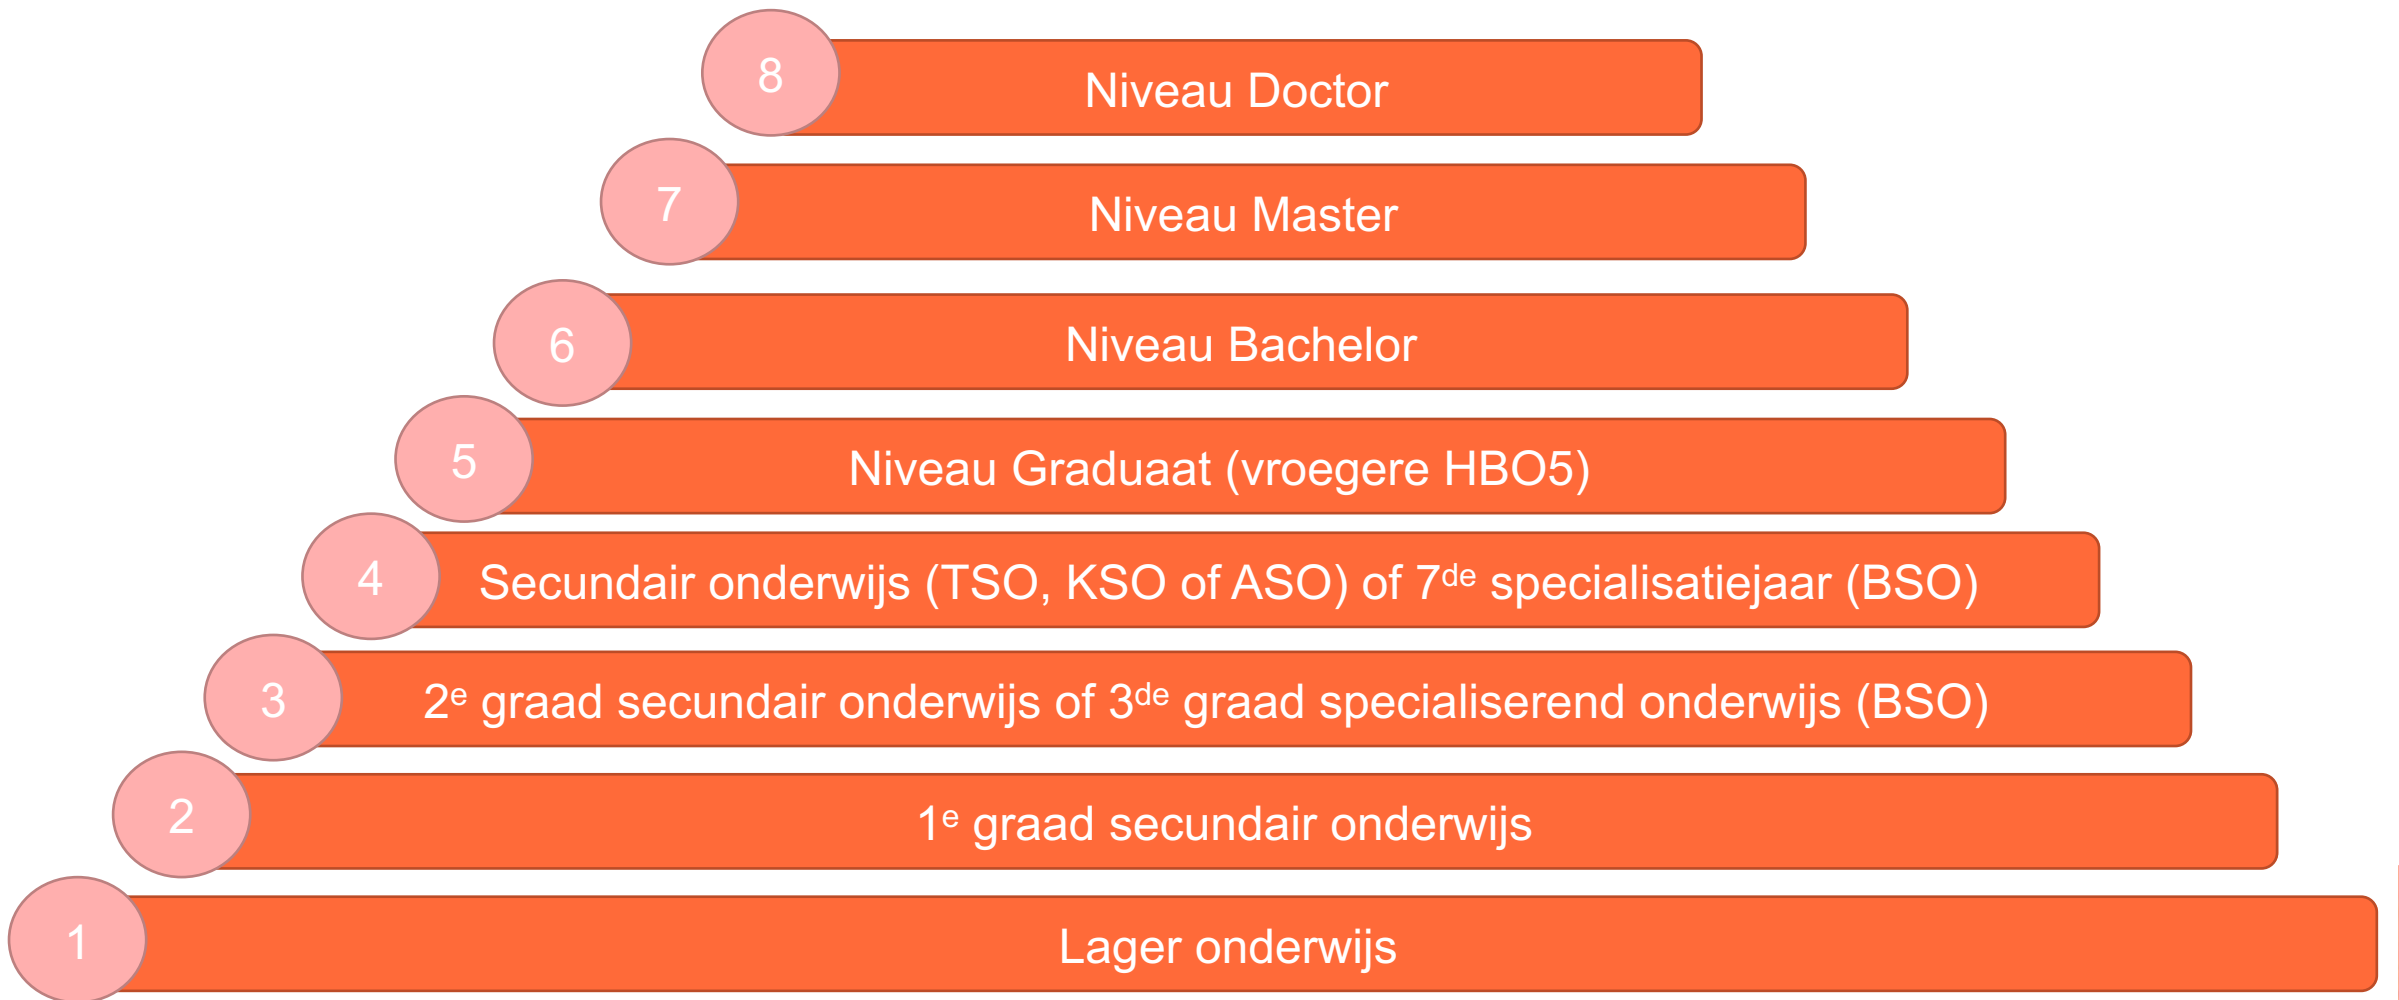 8 Niveau Doctor
7 Niveau Master
6 Niveau Bachelor
5 Niveau Graduaat (vroegere HBO5)
4 Secundair onderwijs (TSO, KSO of ASO) of 7de specialisatiejaar (BSO)
3 2e graad secundair onderwijs of 3de graad specialiserend onderwijs (BSO)
2 1e graad secundair onderwijs
1 Lager onderwijs